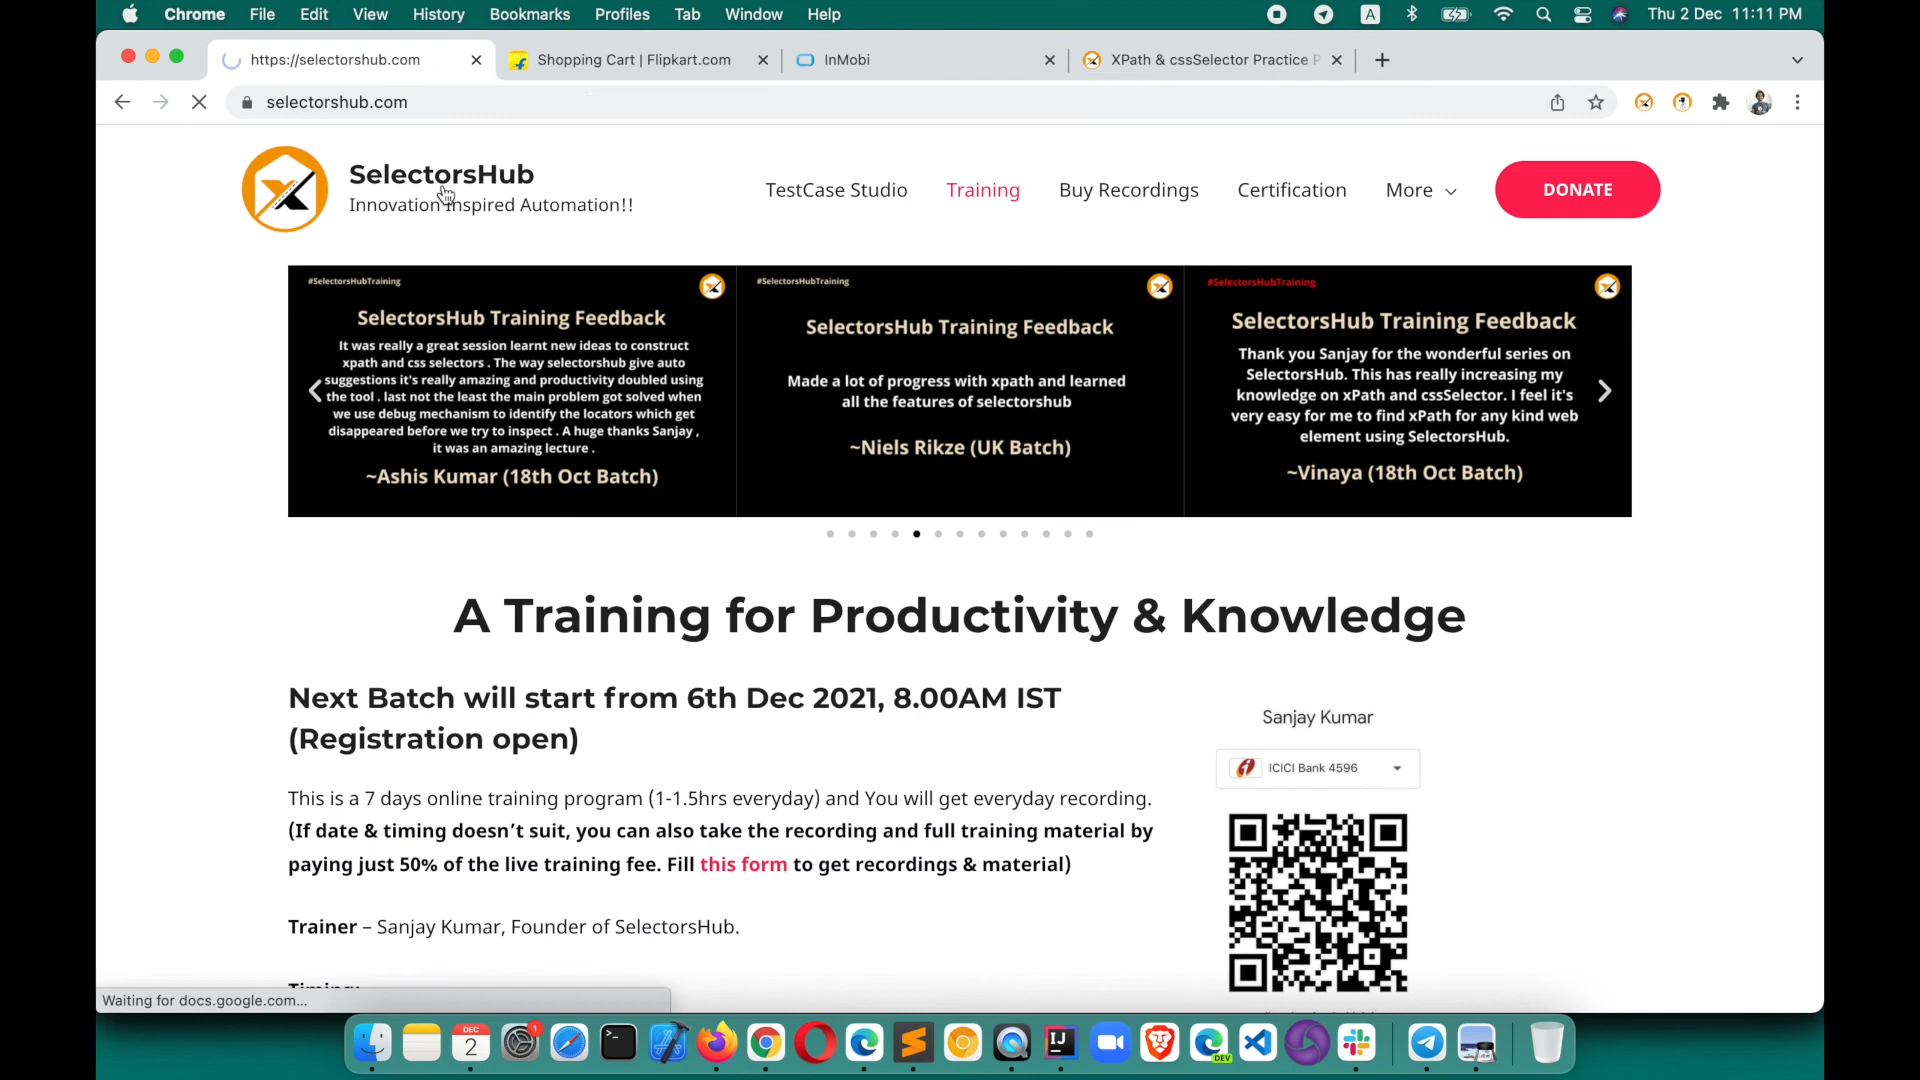 Chrome File Edit View History Bookmarks Profiles Tab Window Help
A
Thu 2 Dec 11:11 PM
https://selectorshub.com
Shopping Cart | Flipkart.com
InMobi
XPath & cssSelector Practice P
selectorshub.com
SelectorsHub
Innovation Inspired Automation!!
TestCase Studio
Training
Buy Recordings
Certification
More
DONATE
#SelectorsHubTraining
SelectorsHub Training Feedback
It was really a great session learnt new ideas to construct
xpath and css selectors . The way selectorshub give auto
suggestions it's really amazing and productivity doubled using
the tool . last not the least the main problem got solved when
we use debug mechanism to identify the locators which get
disappeared before we try to inspect . A huge thanks Sanjay ,
it was an amazing lecture .
~Ashis Kumar (18th Oct Batch)
#SelectorsHubTraining
SelectorsHub Training Feedback
Made a lot of progress with xpath and learned
all the features of selectorshub
~Niels Rikze (UK Batch)
#SelectorsHubTraining
SelectorsHub Training Feedback
Thank you Sanjay for the wonderful series on
SelectorsHub. This has really increasing my
knowledge on xPath and cssSelector. I feel it's
very easy for me to find xPath for any kind web
element using SelectorsHub.
~Vinaya (18th Oct Batch)
A Training for Productivity & Knowledge
Next Batch will start from 6th Dec 2021, 8.00AM IST
(Registration open)
This is a 7 days online training program (1-1.5hrs everyday) and You will get everyday recording.
(If date & timing doesn't suit, you can also take the recording and full training material by
paying just 50% of the live training fee. Fill this form to get recordings & material)
Trainer – Sanjay Kumar, Founder of SelectorsHub.
Timing:
Sanjay Kumar
ICICI Bank 4596
Waiting for docs.google.com...
DEC
2
1
IJ
DEV